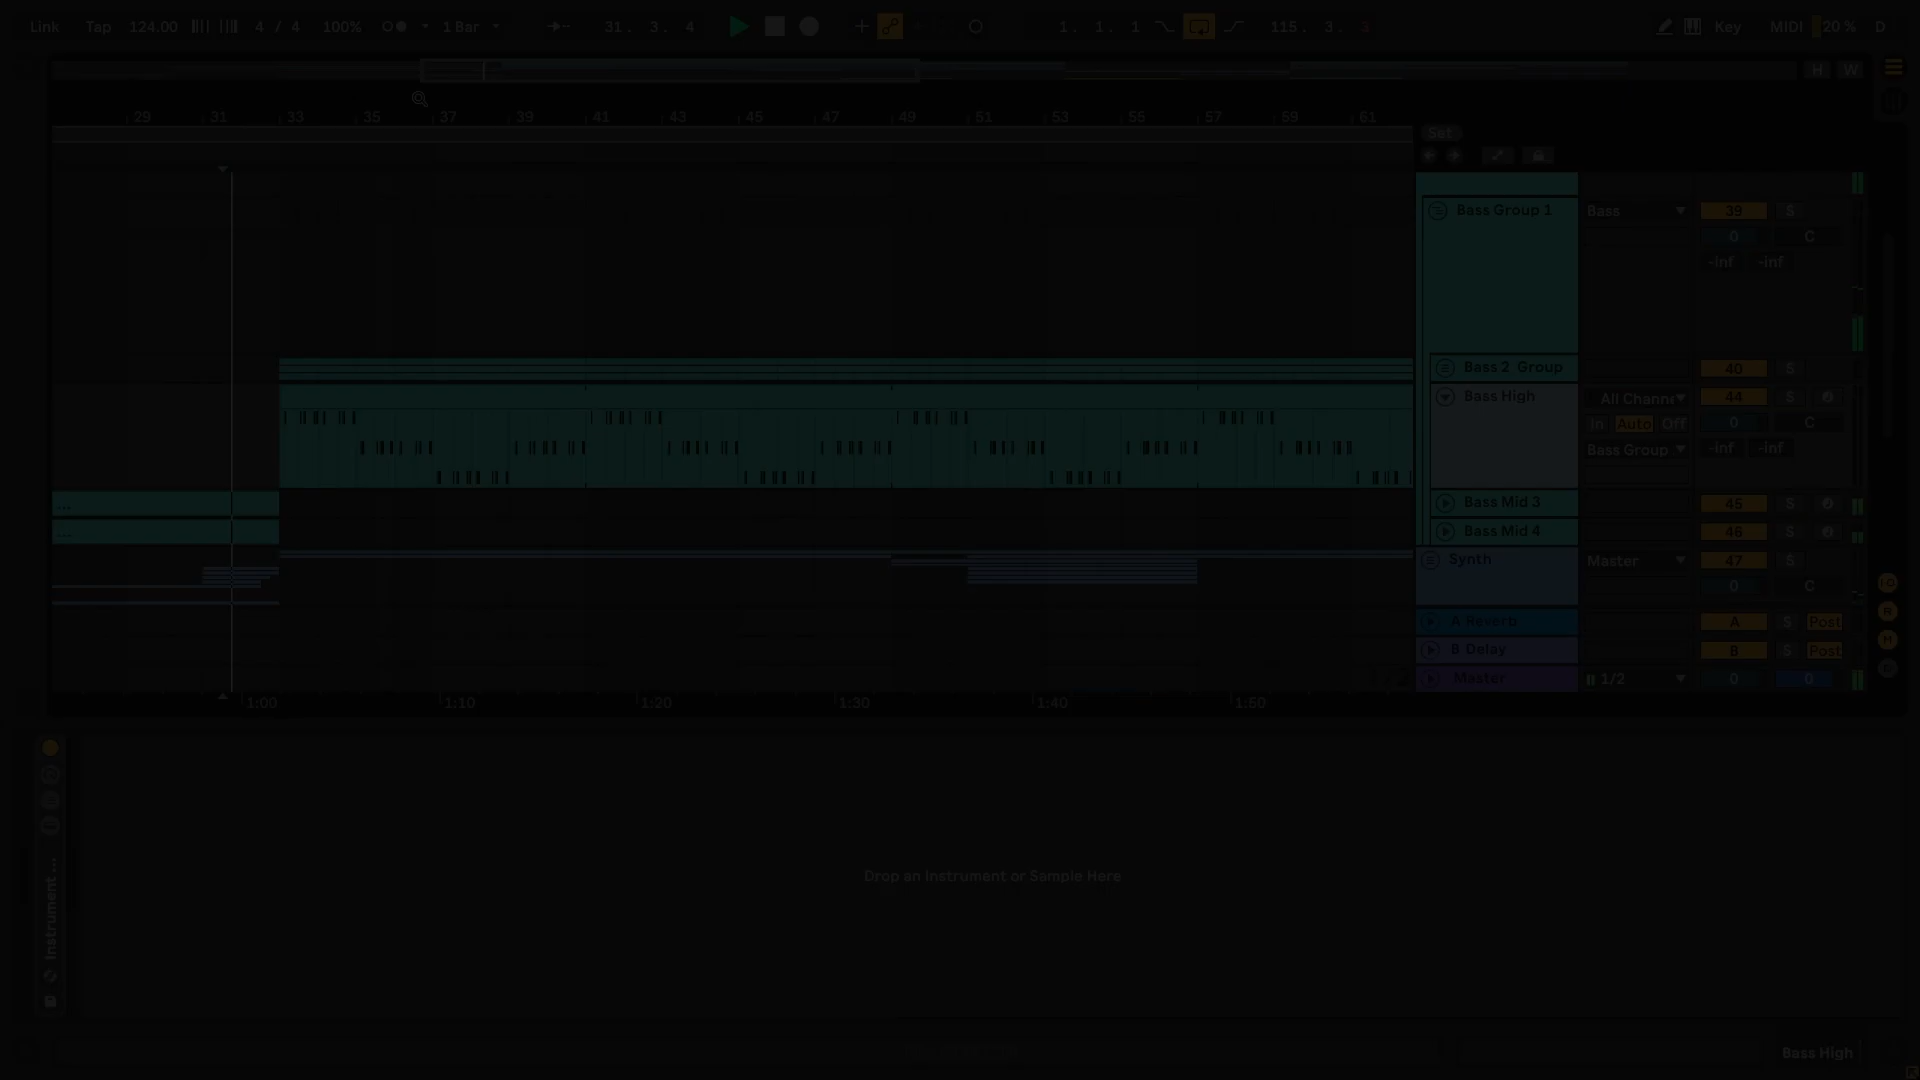 Link Tap 124.00 4 / 4 100% 1 Bar 31. 3. 4 1. 1. 1 115. 3. 3 Key MIDI 20 % D
H W
29 31 33 35 37 39 41 43 45 47 49 51 53 55 57 59 61
Set
Bass Group 1 Bass 39 S
0 C
-inf -inf
Bass 2 Group 40 S
Bass High All Channe 44 S
In Auto Off 0 C
Bass Group -inf -inf
... Bass Mid 3 45 S
... Bass Mid 4 46 S
Synth Master 47 S
0 C
A Reverb A S Post
B Delay B S Post
Master 1/2 0 0
1:00 1:10 1:20 1:30 1:40 1:50
Instrument ...
Drop an Instrument or Sample Here
Bass High